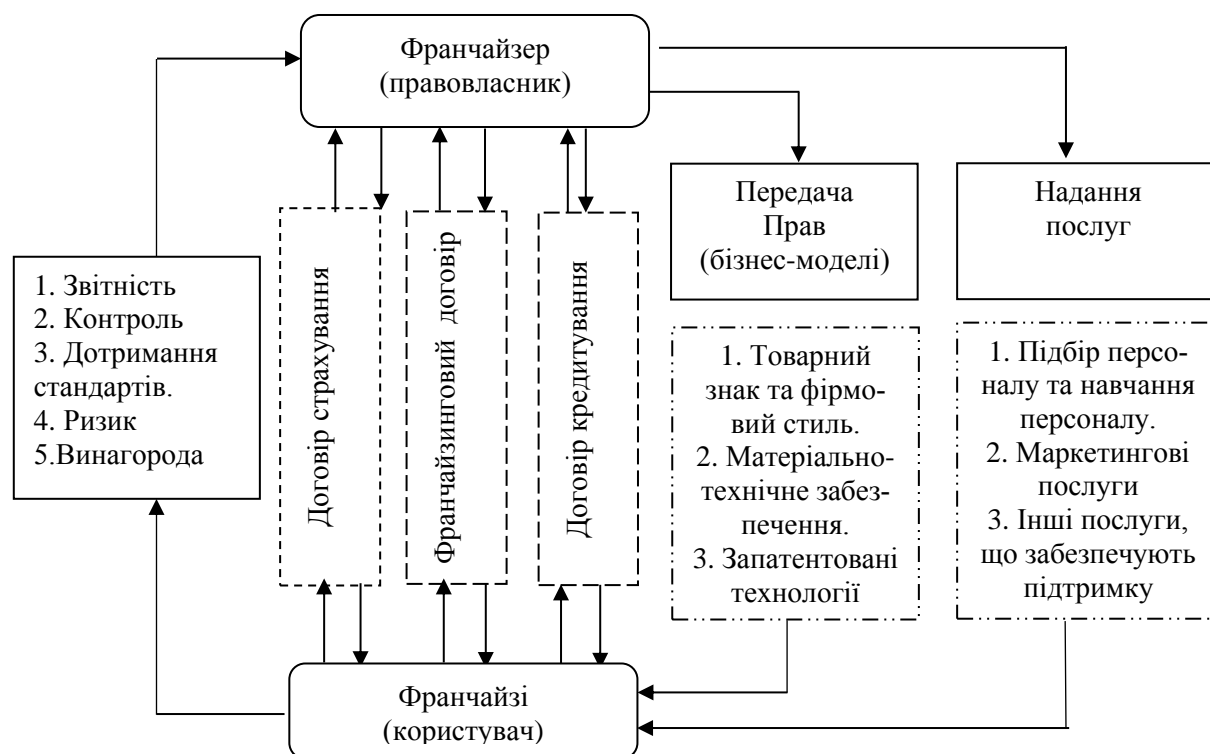 Франчайзер
(правовласник)
Передача
Прав
(бізнес-моделі)
Надання
послуг
1. Звітність
2. Контроль
3. Дотримання
стандартів.
4. Ризик
5.Винагорода
Договір страхування
Франчайзинговий договір
Договір кредитування
1. Товарний
знак та фірмо-
вий стиль.
2. Матеріально-
технічне забез-
печення.
3. Запатентовані
технології
1. Підбір персо-
налу та навчання
персоналу.
2. Маркетингові
послуги
3. Інші послуги,
що забезпечують
підтримку
Франчайзі
(користувач)